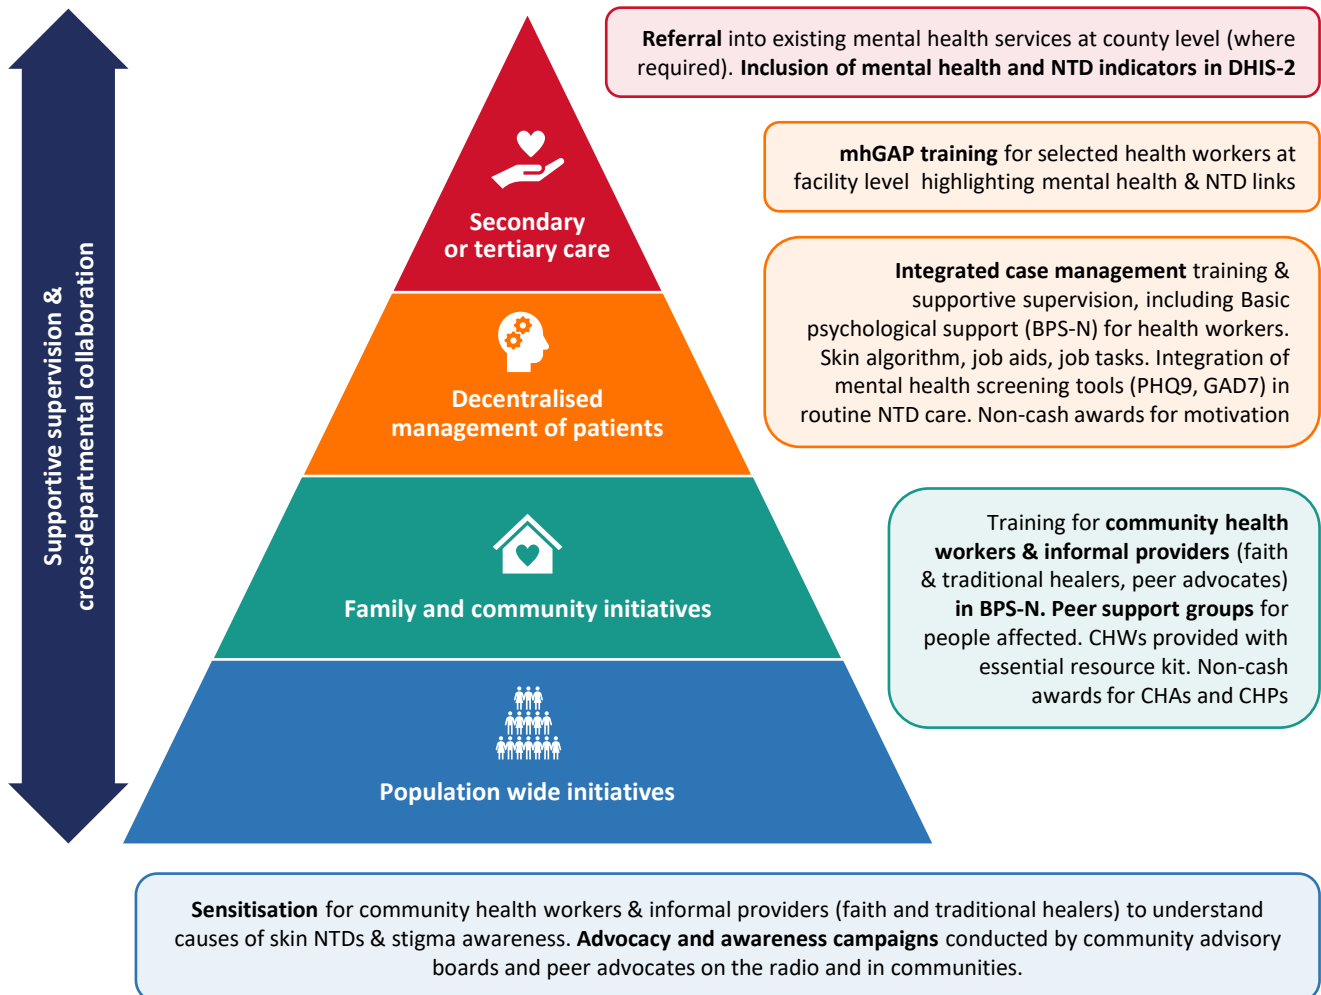 Supportive supervision &
cross-departmental collaboration
Referral into existing mental health services at county level (where
required). Inclusion of mental health and NTD indicators in DHIS-2
mhGAP training for selected health workers at
facility level highlighting mental health & NTD links
Secondary
or tertiary care
Integrated case management training &
supportive supervision, including Basic
psychological support (BPS-N) for health workers.
Skin algorithm, job aids, job tasks. Integration of
mental health screening tools (PHQ9, GAD7) in
routine NTD care. Non-cash awards for motivation
Decentralised
management of patients
Training for community health
workers & informal providers (faith
& traditional healers, peer advocates)
in BPS-N. Peer support groups for
people affected. CHWs provided with
essential resource kit. Non-cash
awards for CHAs and CHPs
Family and community initiatives
Population wide initiatives
Sensitisation for community health workers & informal providers (faith and traditional healers) to understand
causes of skin NTDs & stigma awareness. Advocacy and awareness campaigns conducted by community advisory
boards and peer advocates on the radio and in communities.